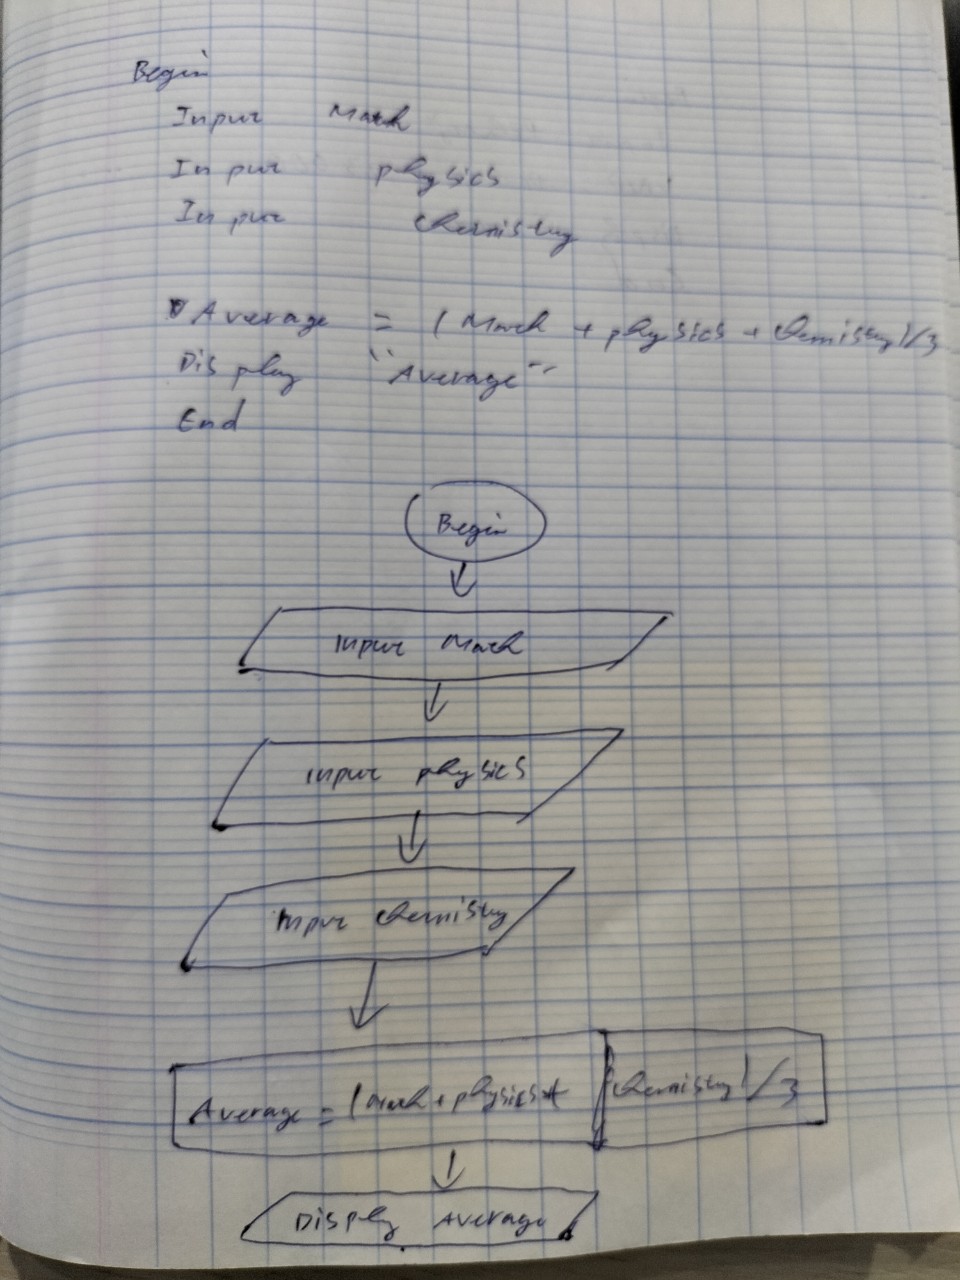 Begin
Input Math
Input physics
Input chemistry
Average = (Math + physics + chemistry)/3
Display "Average"
End
Begin
Input Math
Input physics
Input chemistry
Average = (math + physics + chemistry)/3
Display Average